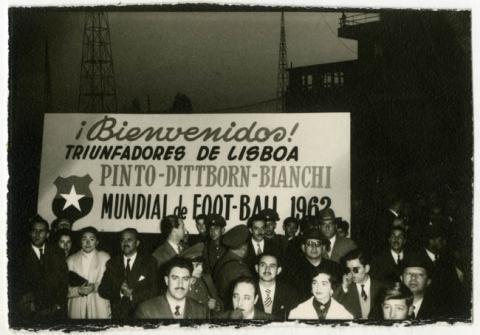 ¡Bienvenidos!
TRIUNFADORES DE LISBOA
PINTO-DITTBORN-BIANCHI
MUNDIAL de FOOT-BALL 1962